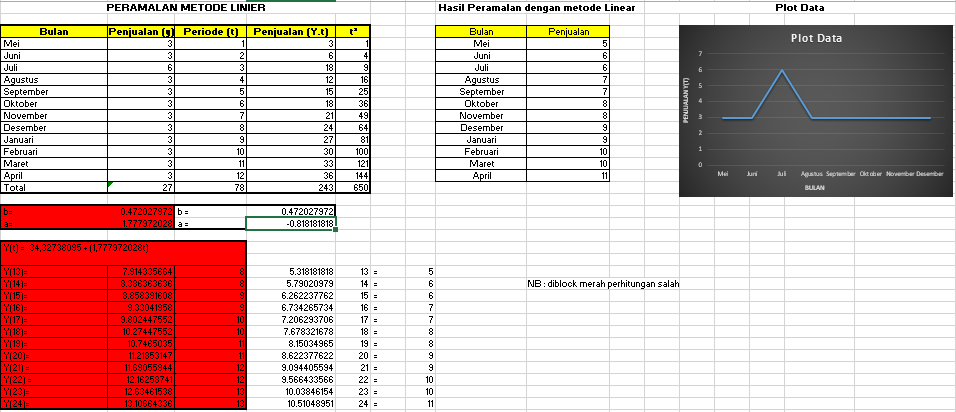 PERAMALAN METODE LINIER
Hasil Peramalan dengan metode Linear
Plot Data
Bulan Penjualan (y) Periode (t) Penjualan (Y.t) t²
Mei 3 1 3 1
Juni 3 2 6 4
Juli 6 3 18 9
Agustus 3 4 12 16
September 3 5 15 25
Oktober 3 6 18 36
November 3 7 21 49
Desember 3 8 24 64
Januari 3 9 27 81
Februari 3 10 30 100
Maret 3 11 33 121
April 3 12 36 144
Total 27 78 243 650
Bulan Penjualan
Mei 5
Juni 6
Juli 6
Agustus 7
September 7
Oktober 8
November 8
Desember 9
Januari 9
Februari 10
Maret 10
April 11
Plot Data
PENJUALAN Y(T)
7
6
5
4
3
2
1
0
Mei Juni Juli Agustus September Oktober November Desember
BULAN
b= 0.472027972 b = 0.472027972
a= 1.777972028 a = -0.818181818
Y(t) = 34,32738095 + (1,777972028t)
Y(13)= 7.914335664 8 5.318181818 13 = 5
Y(14)= 8.386363636 8 5.79020979 14 = 6
Y(15)= 8.858391608 9 6.262237762 15 = 6
Y(16)= 9.33041958 9 6.734265734 16 = 7
Y(17)= 9.802447552 10 7.206293706 17 = 7
Y(18)= 10.27447552 10 7.678321678 18 = 8
Y(19)= 10.7465035 11 8.15034965 19 = 8
Y(20)= 11.21853147 11 8.622377622 20 = 9
Y(21) = 11.69055944 12 9.094405594 21 = 9
Y(22) = 12.16258741 12 9.566433566 22 = 10
Y(23)= 12.63461538 13 10.03846154 23 = 10
Y(24)= 13.10664336 13 10.51048951 24 = 11
NB : diblock merah perhitungan salah